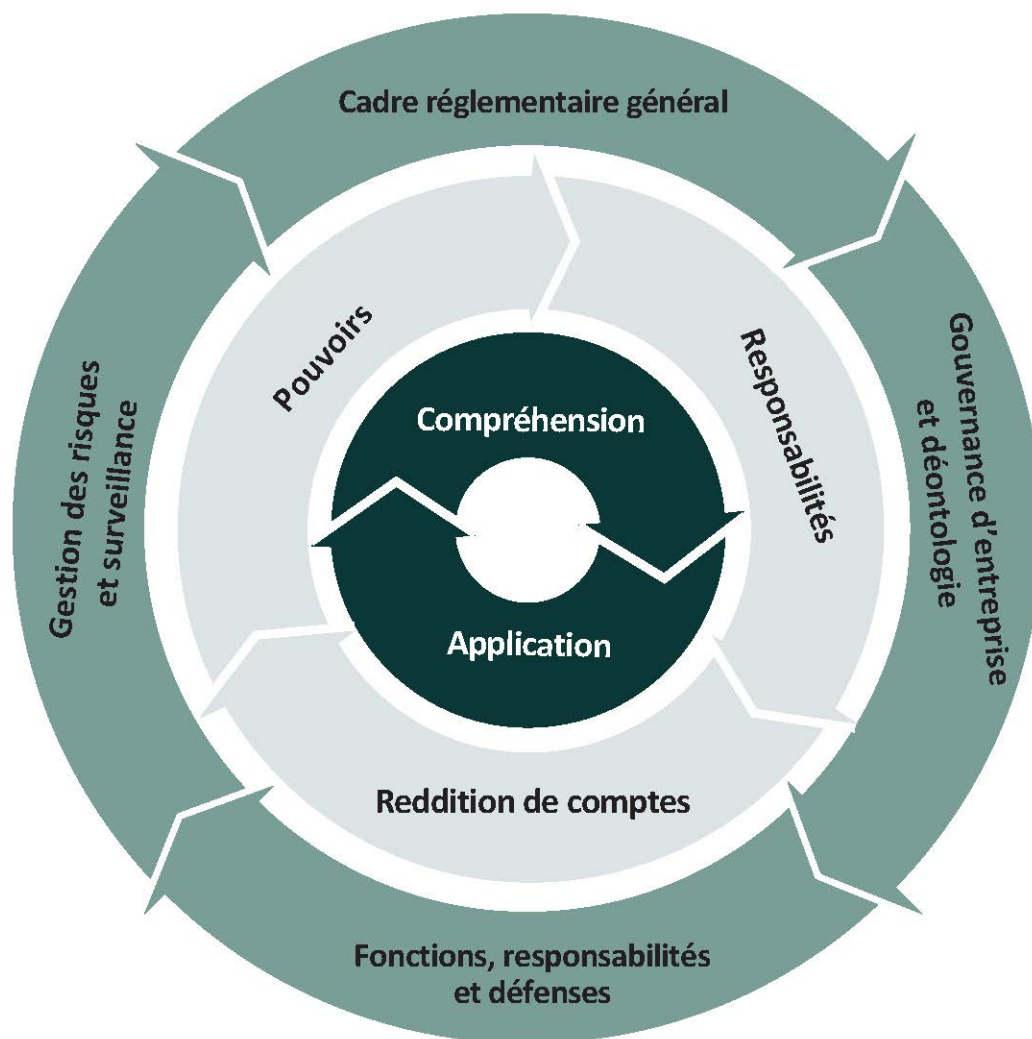 Cadre réglementaire général
Gouvernance d'entreprise
et déontologie
Fonctions, responsabilités
et défenses
Gestion des risques
et surveillance
Pouvoirs
Responsabilités
Reddition de comptes
Compréhension
Application